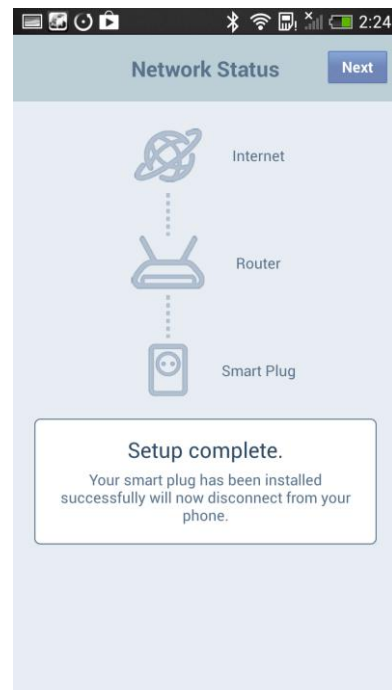 2:24
Network Status
Next
Internet
Router
Smart Plug
Setup complete.
Your smart plug has been installed
successfully will now disconnect from your
phone.